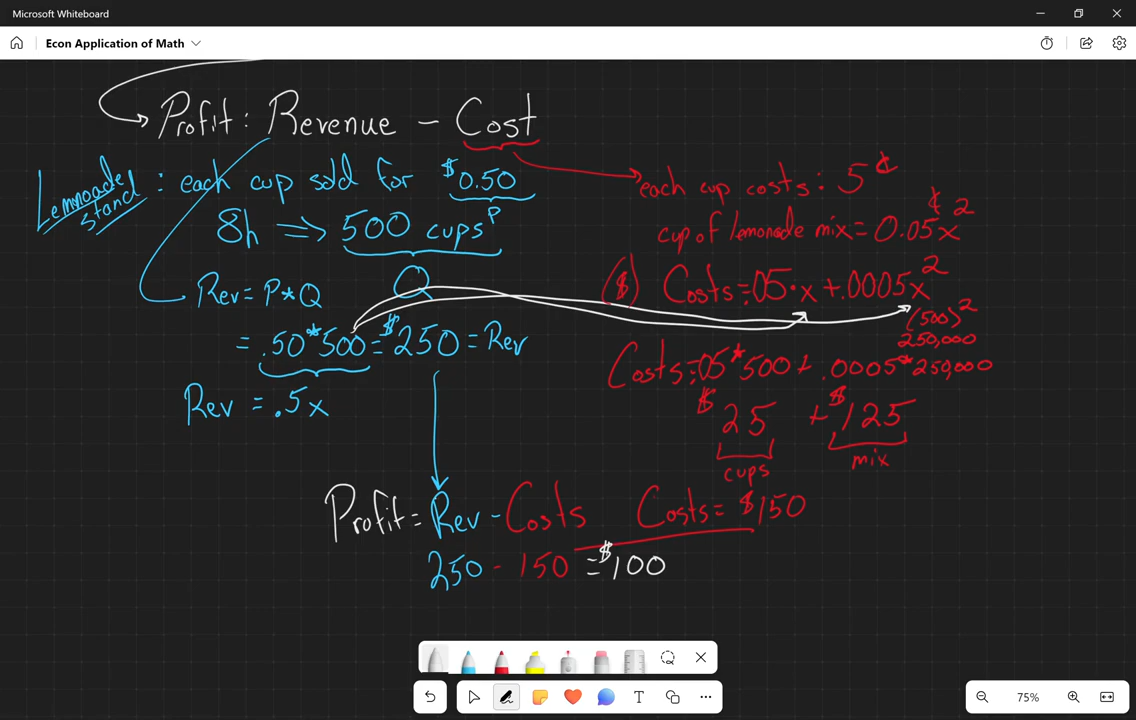 Microsoft Whiteboard
Econ Application of Math
Profit: Revenue - Cost
Lemnoade stand : each cup sold for $0.50
8h ⇒ 500 cups P
Q
Rev = P*Q
= .50*500 = $250 = Rev
Rev = .5x
each cup costs: 5¢
cup of lemonade mix = 0.05¢x²
($) Costs = .05·x + .0005x²
(500)²
250,000
Costs = .05*500 + .0005*250,000
$25 + $125
cups mix
Profit = Rev - Costs Costs = $150
250 - 150 = $100
T
75%